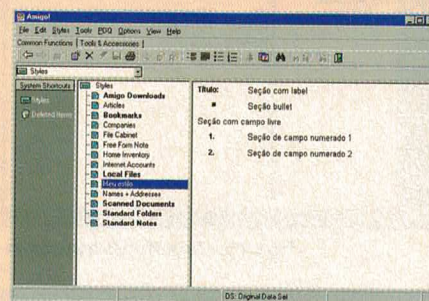 Amigo!
File Edit Styles Tools PDQ Options View Help
Common Functions Tools & Accessories
Styles
System Shortcuts
Styles
Deleted Items
Styles
Amigo Downloads
Articles
Bookmarks
Companies
File Cabinet
Free Form Note
Home Inventory
Internet Accounts
Local Files
Meu estilo
Names + Addresses
Scanned Documents
Standard Folders
Standard Notes
Título: Seção com label
Seção bullet
Seção com campo livre
1. Seção de campo numerado 1
2. Seção de campo numerado 2
DS: Original Data Set